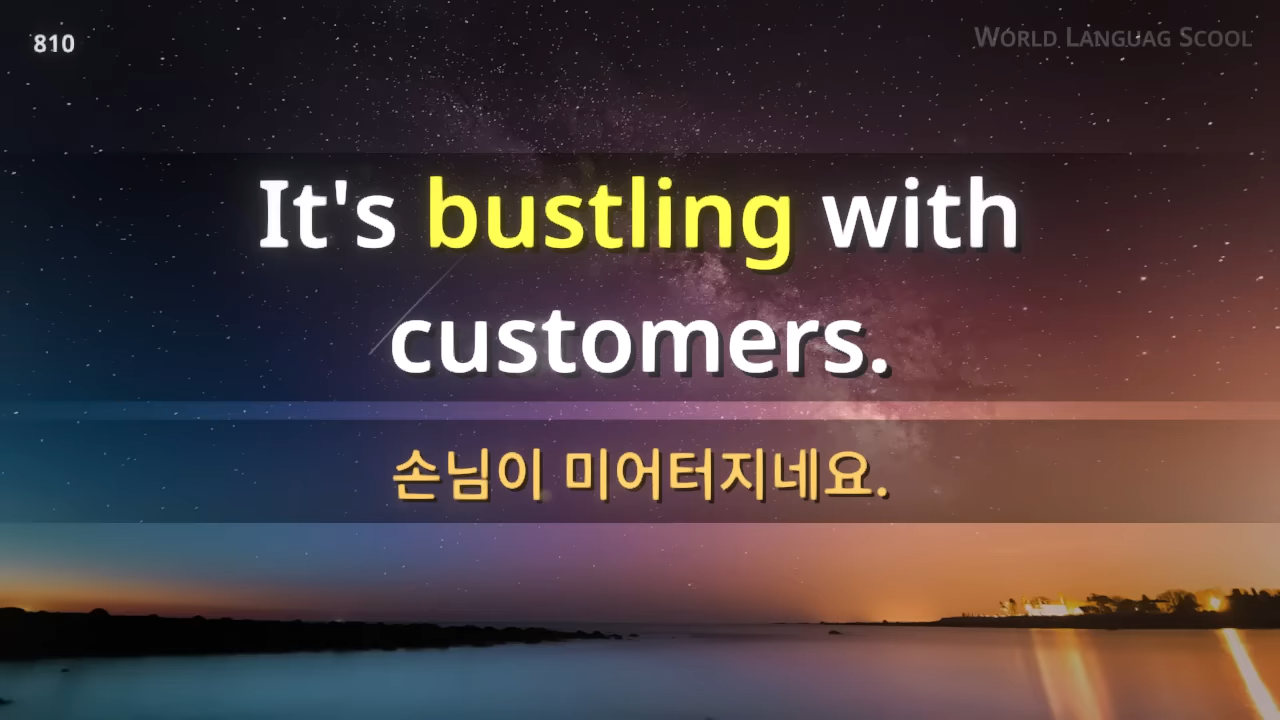 810
World Languag Scool
It's bustling with
customers.
손님이 미어터지네요.